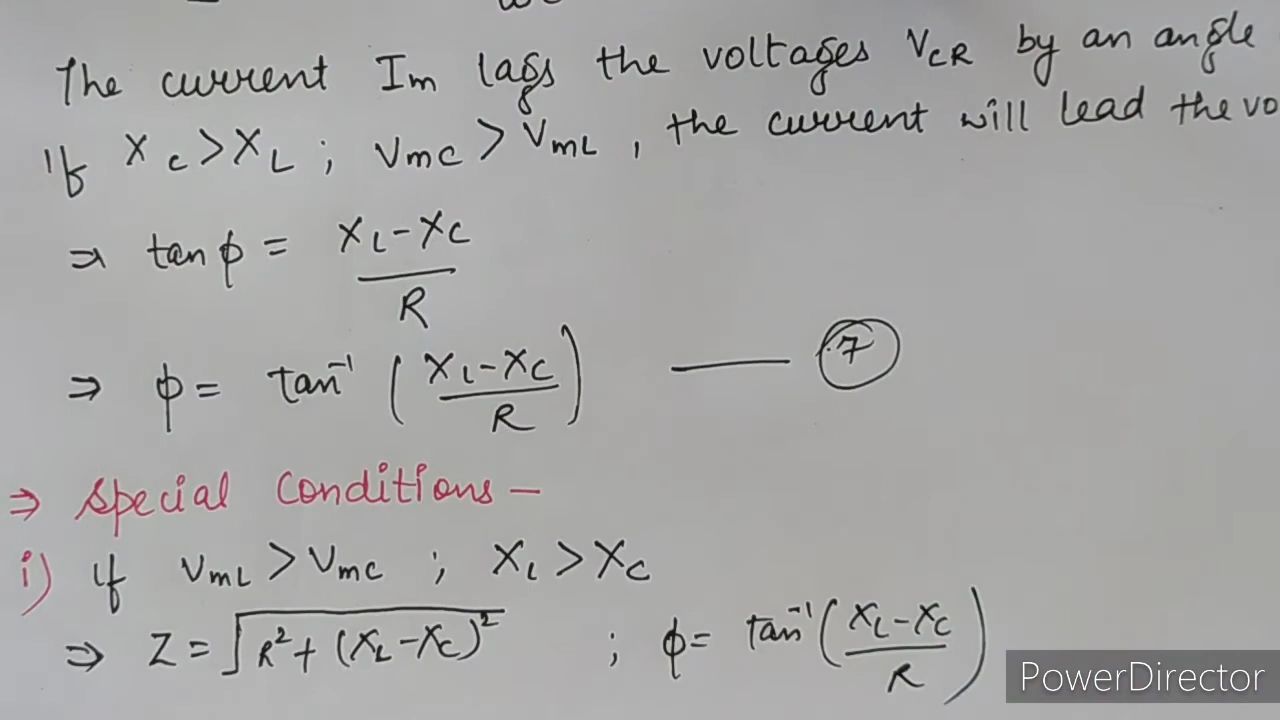 The current Im lags the voltages VCR by an angle
If Xc > XL ; Vmc > VmL , the current will lead the vo
⇒ tan ϕ = XL-XC / R
⇒ ϕ = tan⁻¹ ( XL-XC / R ) —— 7
⇒ Special Conditions —
i) If VmL > Vmc ; XL > XC
⇒ Z = √R² + (XL-XC)² ; ϕ = tan⁻¹ ( XL-XC / R )
PowerDirector